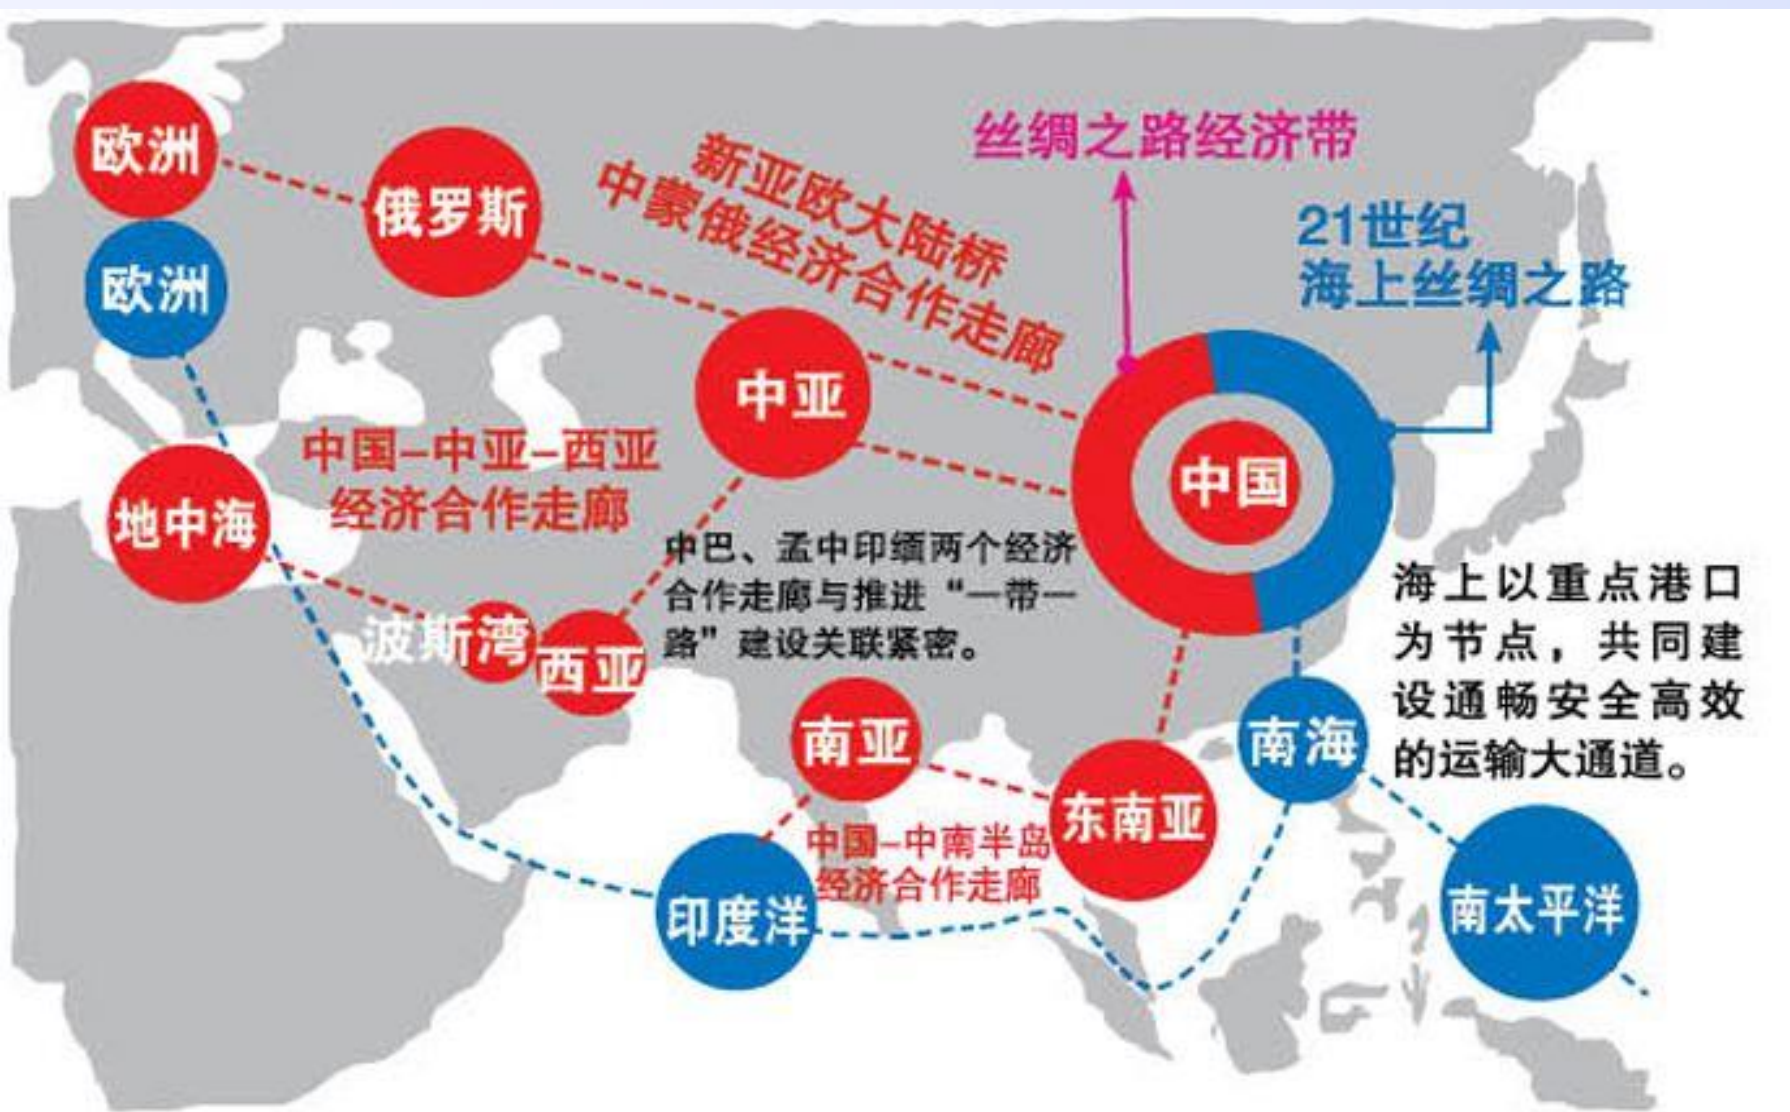 丝绸之路经济带
欧洲
新亚欧大陆桥
中蒙俄经济合作走廊
俄罗斯
21世纪
海上丝绸之路
欧洲
中亚
中国-中亚-西亚
经济合作走廊
中国
地中海
中巴、孟中印缅两个经济
合作走廊与推进“一带一
路”建设关联紧密。
海上以重点港口
为节点，共同建
设通畅安全高效
的运输大通道。
波斯湾
西亚
南亚
南海
东南亚
中国-中南半岛
经济合作走廊
印度洋
南太平洋